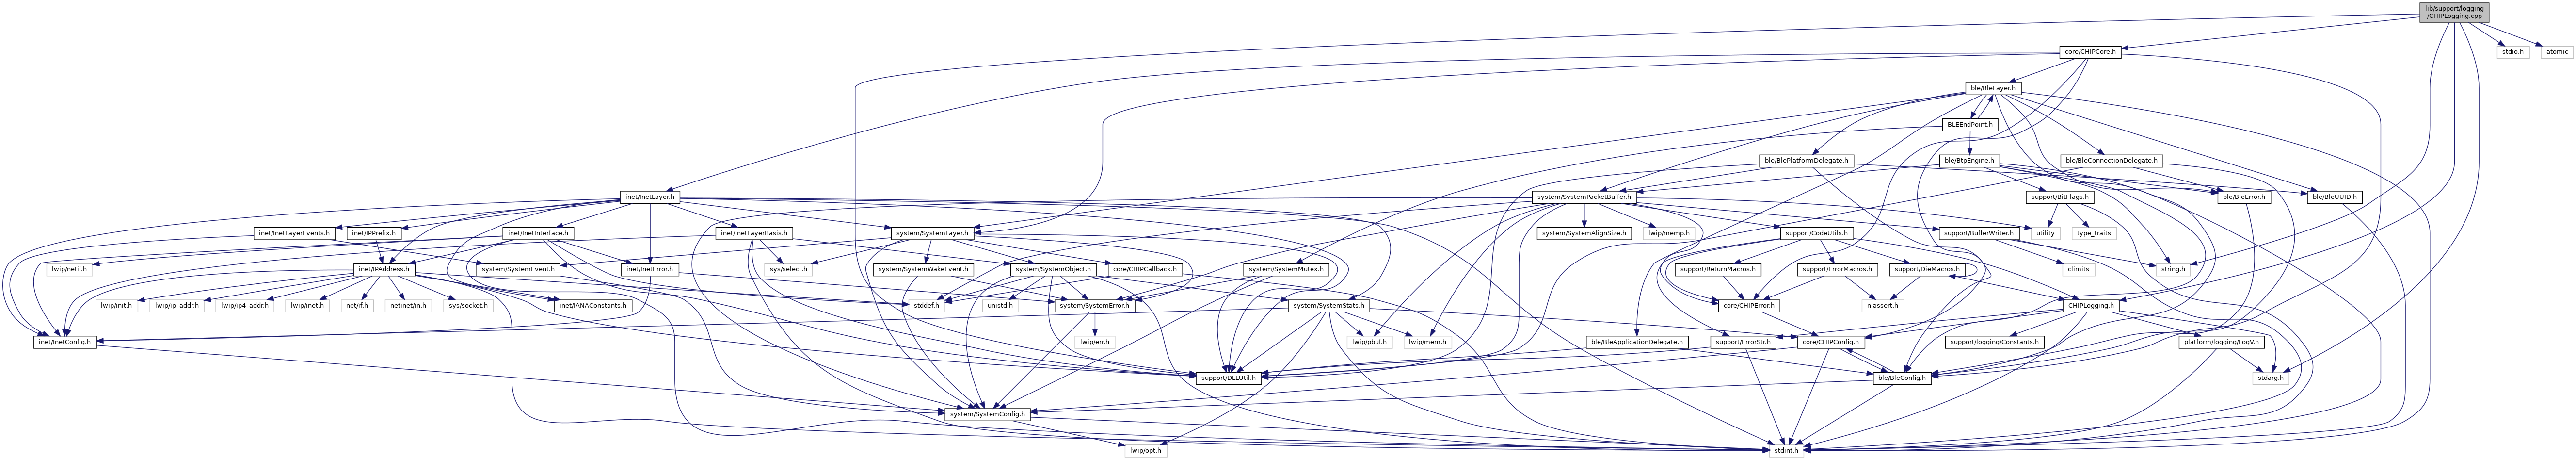 lib/support/logging
/CHIPLogging.cpp
core/CHIPCore.h
stdio.h
atomic
ble/BleLayer.h
BLEEndPoint.h
ble/BlePlatformDelegate.h
ble/BtpEngine.h
ble/BleConnectionDelegate.h
inet/InetLayer.h
system/SystemPacketBuffer.h
support/BitFlags.h
ble/BleError.h
ble/BleUUID.h
inet/InetLayerEvents.h
inet/IPPrefix.h
inet/InetInterface.h
inet/InetLayerBasis.h
system/SystemLayer.h
system/SystemAlignSize.h
lwip/memp.h
support/CodeUtils.h
support/BufferWriter.h
utility
type_traits
lwip/netif.h
inet/IPAddress.h
system/SystemEvent.h
inet/InetError.h
sys/select.h
system/SystemWakeEvent.h
system/SystemObject.h
core/CHIPCallback.h
system/SystemMutex.h
support/ReturnMacros.h
support/ErrorMacros.h
support/DieMacros.h
climits
string.h
lwip/init.h
lwip/ip_addr.h
lwip/ip4_addr.h
lwip/inet.h
net/if.h
netinet/in.h
sys/socket.h
inet/IANAConstants.h
stddef.h
unistd.h
system/SystemError.h
system/SystemStats.h
core/CHIPError.h
nlassert.h
CHIPLogging.h
inet/InetConfig.h
lwip/err.h
lwip/pbuf.h
lwip/mem.h
ble/BleApplicationDelegate.h
support/ErrorStr.h
core/CHIPConfig.h
support/logging/Constants.h
platform/logging/LogV.h
support/DLLUtil.h
ble/BleConfig.h
stdarg.h
system/SystemConfig.h
lwip/opt.h
stdint.h